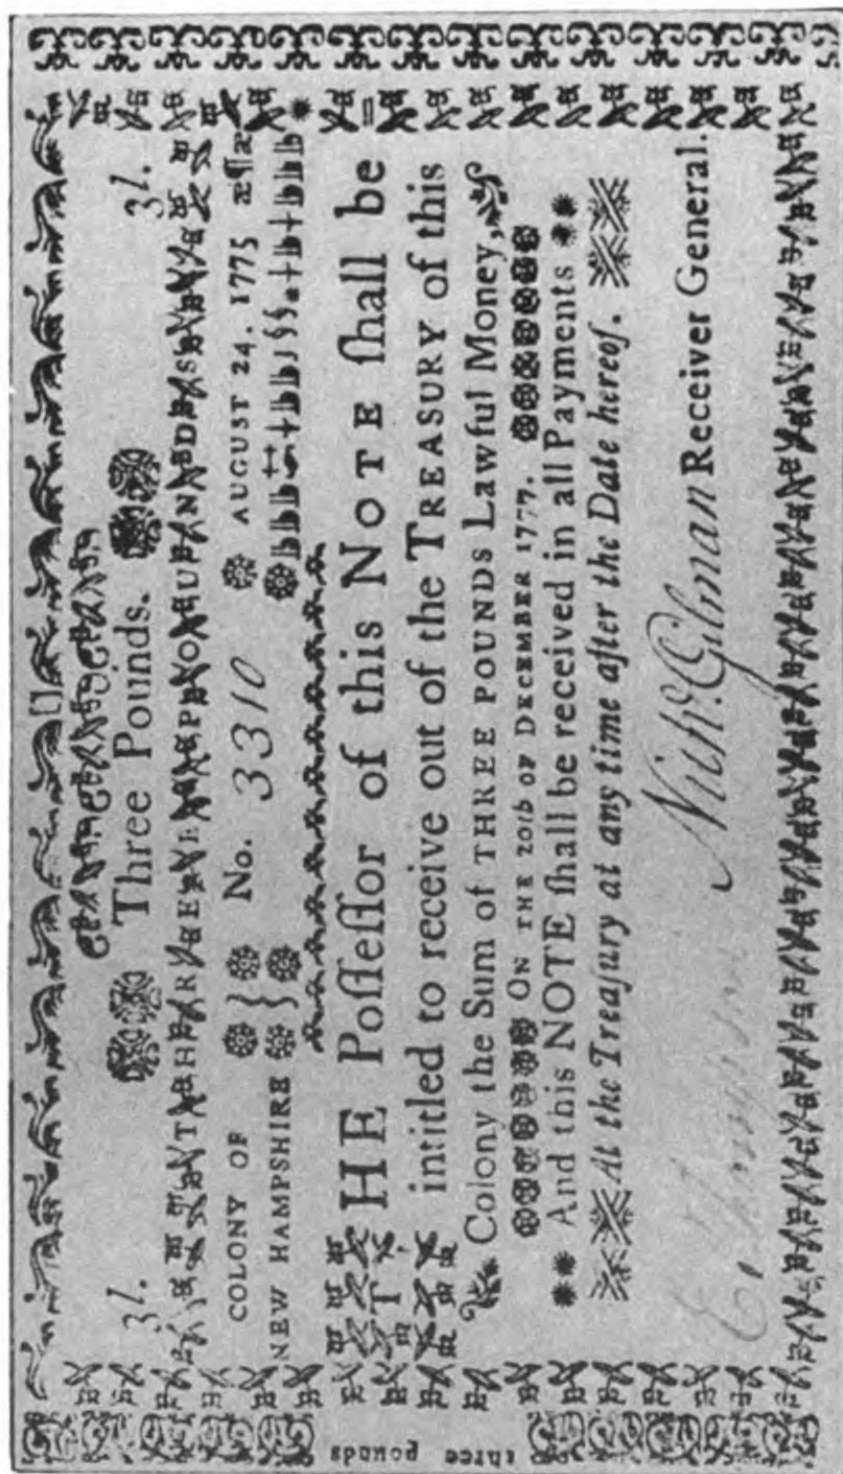 3l. Three Pounds. 3l.
THREE POUNDS
COLONY OF
NEW HAMPSHIRE } No. 3310 AUGUST 24, 1775
THE Poſſeſſor of this NOTE ſhall be
intitled to receive out of the TREASURY of this
Colony the Sum of THREE POUNDS Lawful Money,
ON THE 20th OF DECEMBER 1777.
And this NOTE ſhall be received in all Payments
At the Treaſury at any time after the Date hereof.
E Thompson Nichs. Gilman Receiver General.
three pounds